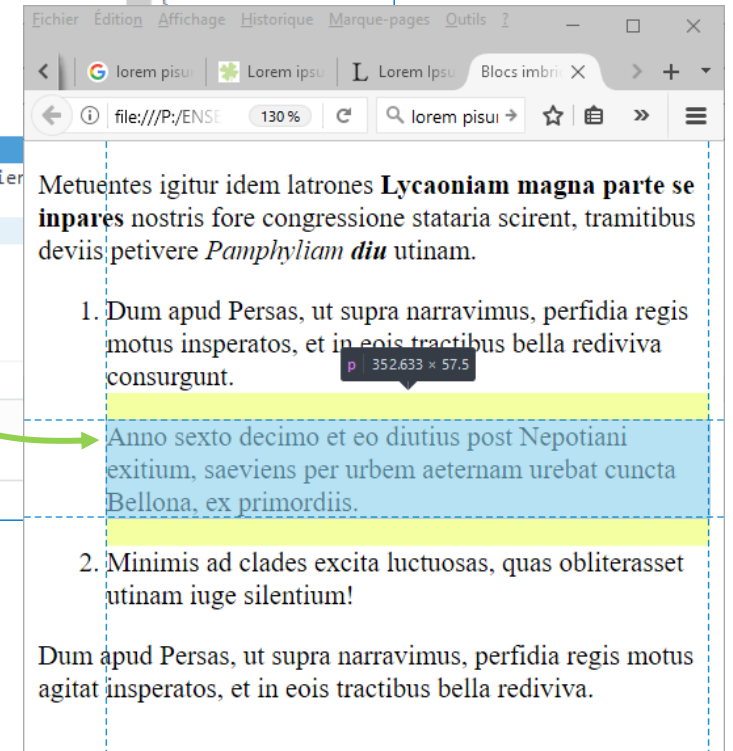 Fichier Édition Affichage Historique Marque-pages Outils ?
lorem pisu Lorem ipsu L Lorem Ipsu Blocs imbri
file:///P:/ENSE 130 % lorem pisu
ier
Metuentes igitur idem latrones Lycaoniam magna parte se
inpares nostris fore congressione stataria scirent, tramitibus
deviis petivere Pamphyliam diu utinam.
1. Dum apud Persas, ut supra narravimus, perfidia regis
motus insperatos, et in eois tractibus bella rediviva
p 352.633 × 57.5
consurgunt.
Anno sexto decimo et eo diutius post Nepotiani
exitium, saeviens per urbem aeternam urebat cuncta
Bellona, ex primordiis.
2. Minimis ad clades excita luctuosas, quas obliterasset
utinam iuge silentium!
Dum apud Persas, ut supra narravimus, perfidia regis motus
agitat insperatos, et in eois tractibus bella rediviva.